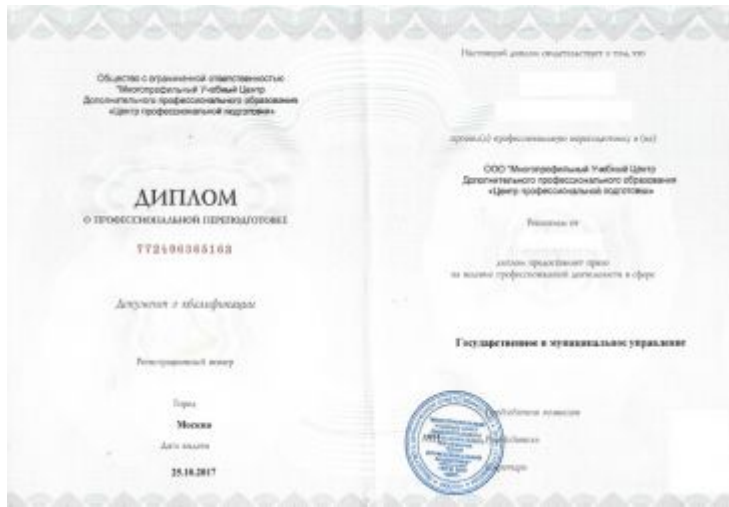 Общество с ограниченной ответственностью
"Многопрофильный Учебный Центр
Дополнительного профессионального образования
«Центр профессиональной подготовки»
ДИПЛОМ
О ПРОФЕССИОНАЛЬНОЙ ПЕРЕПОДГОТОВКЕ
Документ о квалификации
Регистрационный номер
Город
Москва
Дата выдачи
25.10.2017
Настоящий диплом свидетельствует о том, что
прошел(а) профессиональную переподготовку в (на)
ООО "Многопрофильный Учебный Центр
Дополнительного профессионального образования
«Центр профессиональной подготовки»
Решением от
диплом предоставляет право
на ведение профессиональной деятельности в сфере
Государственное и муниципальное управление
Председатель комиссии
Руководитель
Секретарь